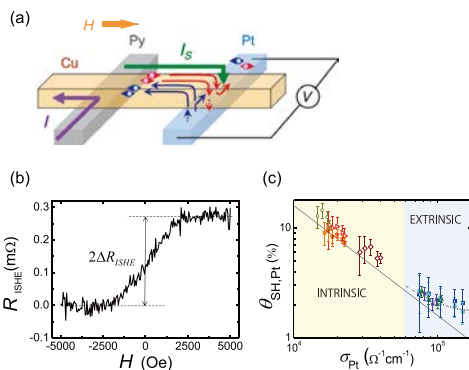 (a)
H
Py
Pt
Cu
I_S
I
V
(b)
R_ISHE (mΩ)
0.3
0.2
0.1
0.0
-0.1
2ΔR_ISHE
-5000 -2500 0 2500 5000
H (Oe)
(c)
θ_SH,Pt (%)
10
1
INTRINSIC
EXTRINSIC
10^4 10^5
σ_Pt (Ω^-1cm^-1)